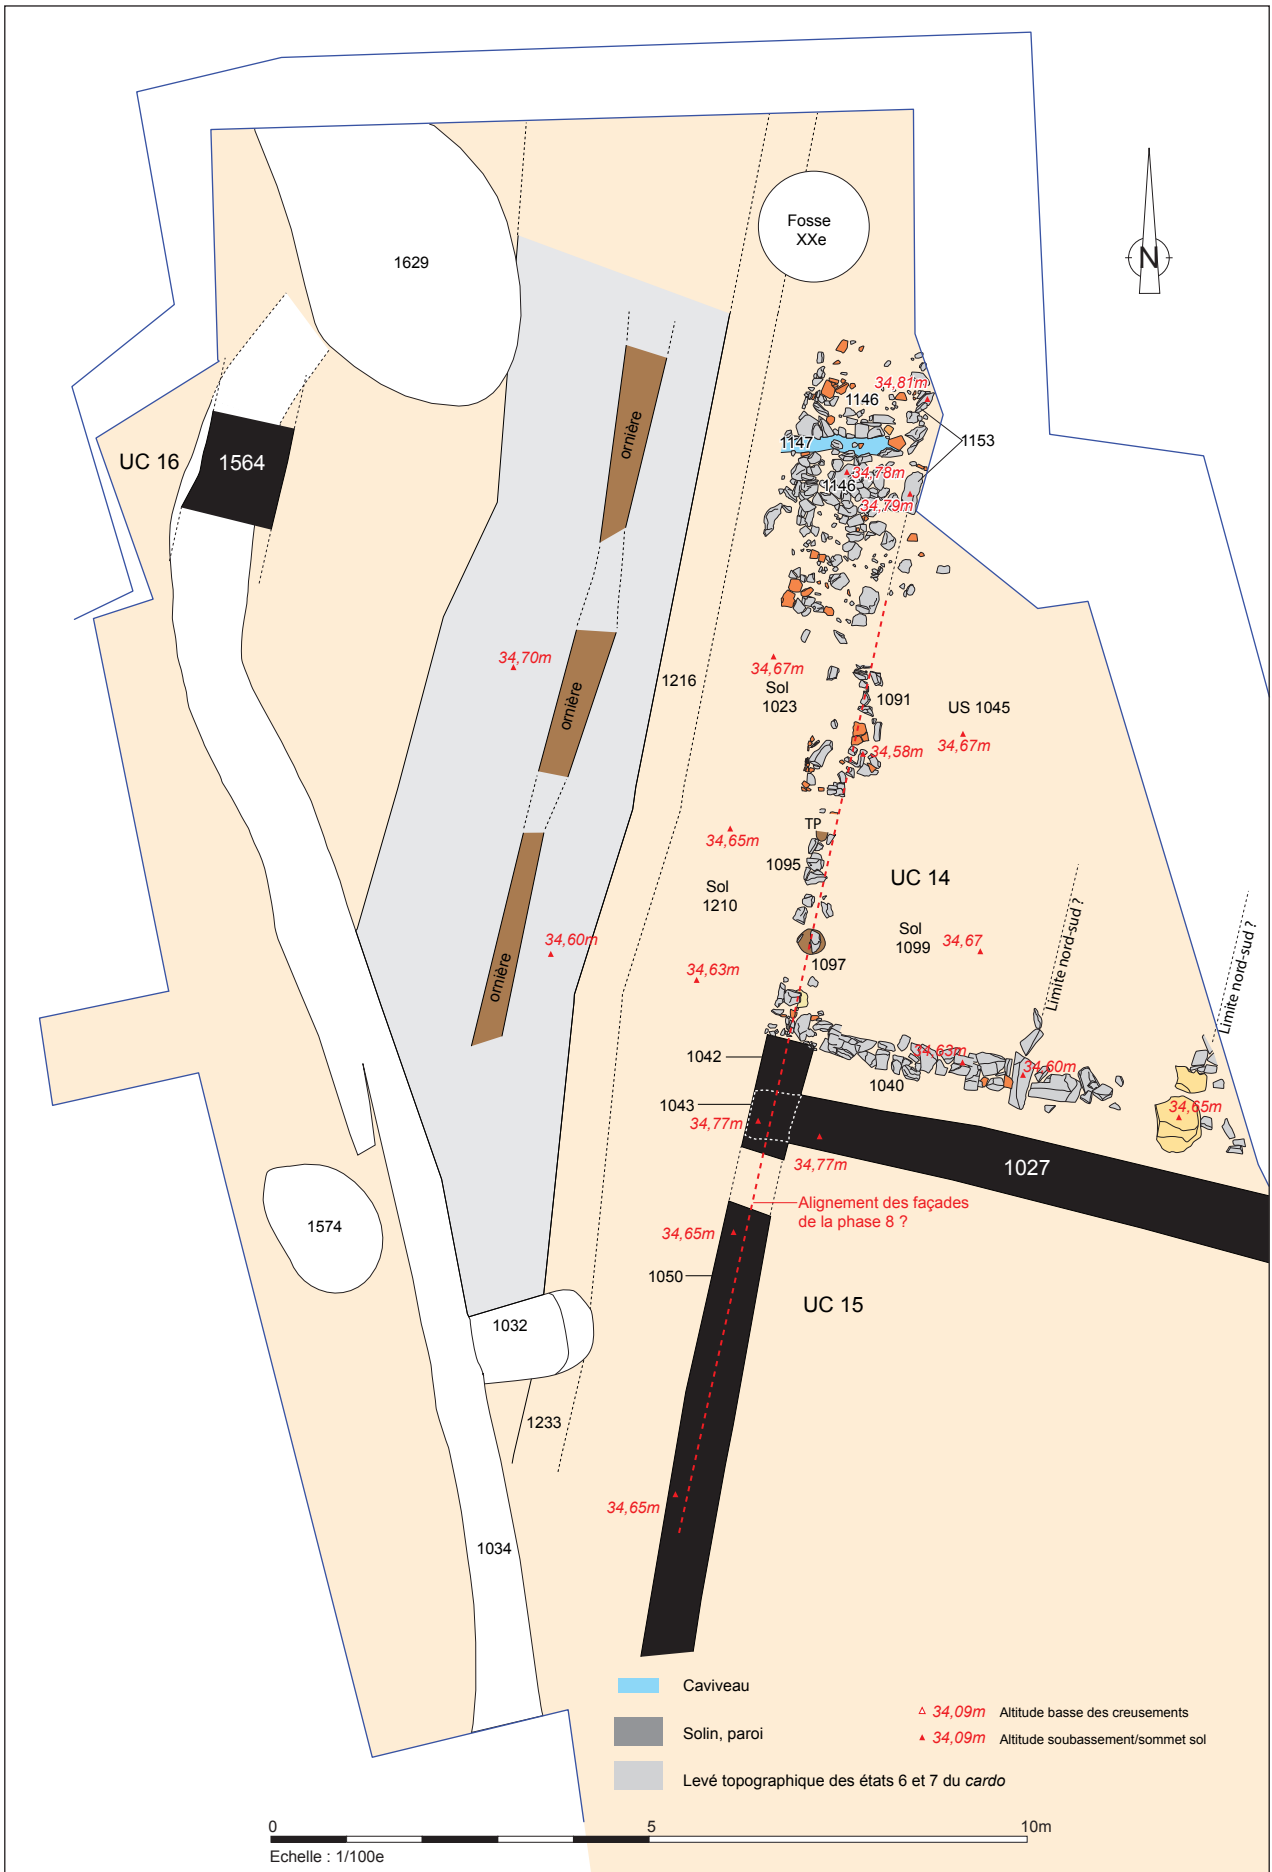 Fosse
XXe
N
1629
34,81m
1146
1147
1153
UC 16
1564
ornière
34,78m
1146
34,79m
34,70m
34,67m
Sol
1023
1216
1091
US 1045
34,67m
ornière
34,58m
TP
34,65m
1095
UC 14
Sol
1210
Sol
1099
34,67
Limite nord-sud ?
Limite nord-sud ?
34,60m
34,63m
1097
ornière
1042
34,63m
34,60m
1040
1043
34,77m
34,65m
34,77m
1027
Alignement des façades
de la phase 8 ?
1574
34,65m
1050
UC 15
1032
1233
34,65m
1034
Caviveau
Solin, paroi
Levé topographique des états 6 et 7 du cardo
34,09m Altitude basse des creusements
34,09m Altitude soubassement/sommet sol
0 5 10m
Echelle : 1/100e